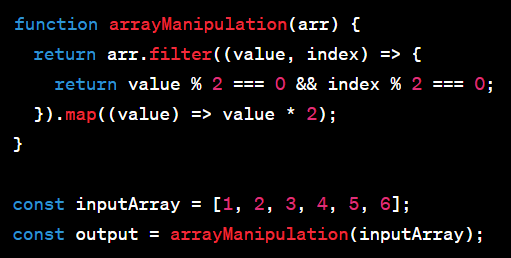 function arrayManipulation(arr) {
  return arr.filter((value, index) => {
    return value % 2 === 0 && index % 2 === 0;
  }).map((value) => value * 2);
}

const inputArray = [1, 2, 3, 4, 5, 6];
const output = arrayManipulation(inputArray);